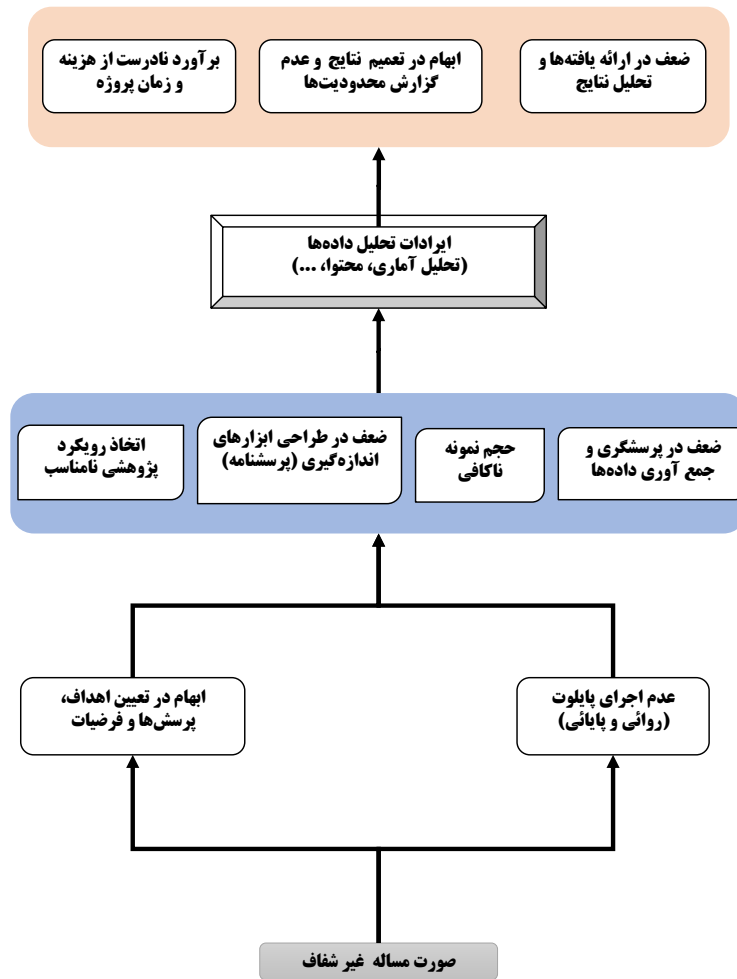 ضعف در ارائه یافته‌ها و
تحلیل نتایج
ابهام در تعمیم نتایج و عدم
گزارش محدودیت‌ها
برآورد نادرست از هزینه
و زمان پروژه
ایرادات تحلیل داده‌ها
(تحلیل آماری، محتوا، ...)
ضعف در پرسشگری و
جمع آوری داده‌ها
حجم نمونه
ناکافی
ضعف در طراحی ابزارهای
اندازه‌گیری (پرسشنامه)
اتخاذ رویکرد
پژوهشی نامناسب
عدم اجرای پایلوت
(روائی و پایائی)
ابهام در تعیین اهداف،
پرسش‌ها و فرضیات
صورت مساله غیر شفاف